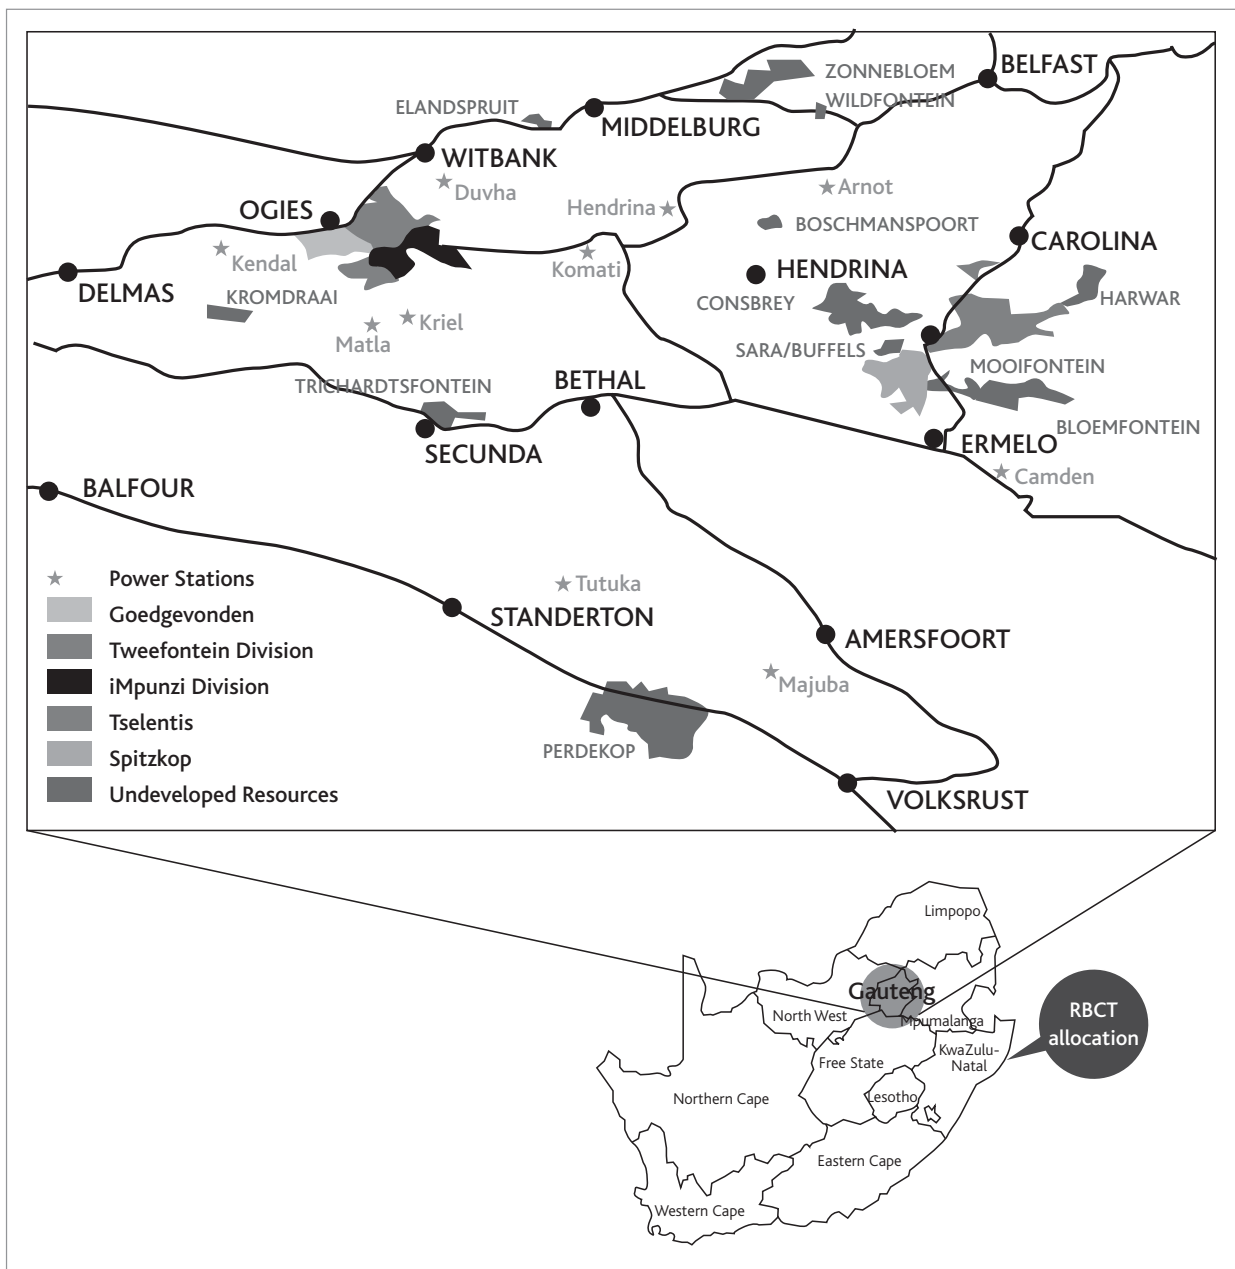 ZONNEBLOEM
BELFAST
WILDFONTEIN
ELANDSPRUIT
MIDDELBURG
WITBANK
Duvha
Arnot
Hendrina
OGIES
BOSCHMANSPOORT
CAROLINA
Kendal
Komati
HENDRINA
DELMAS
KROMDRAAI
CONSBREY
HARWAR
Kriel
Matla
SARA/BUFFELS
MOOIFONTEIN
TRICHARDTSFONTEIN
BETHAL
BLOEMFONTEIN
SECUNDA
ERMELO
Camden
BALFOUR
Tutuka
STANDERTON
AMERSFOORT
Majuba
PERDEKOP
VOLKSRUST
Power Stations
Goedgevonden
Tweefontein Division
iMpunzi Division
Tselentis
Spitzkop
Undeveloped Resources
Limpopo
Gauteng
North West
Mpumalanga
RBCT
allocation
Free State
KwaZulu-
Natal
Northern Cape
Lesotho
Eastern Cape
Western Cape